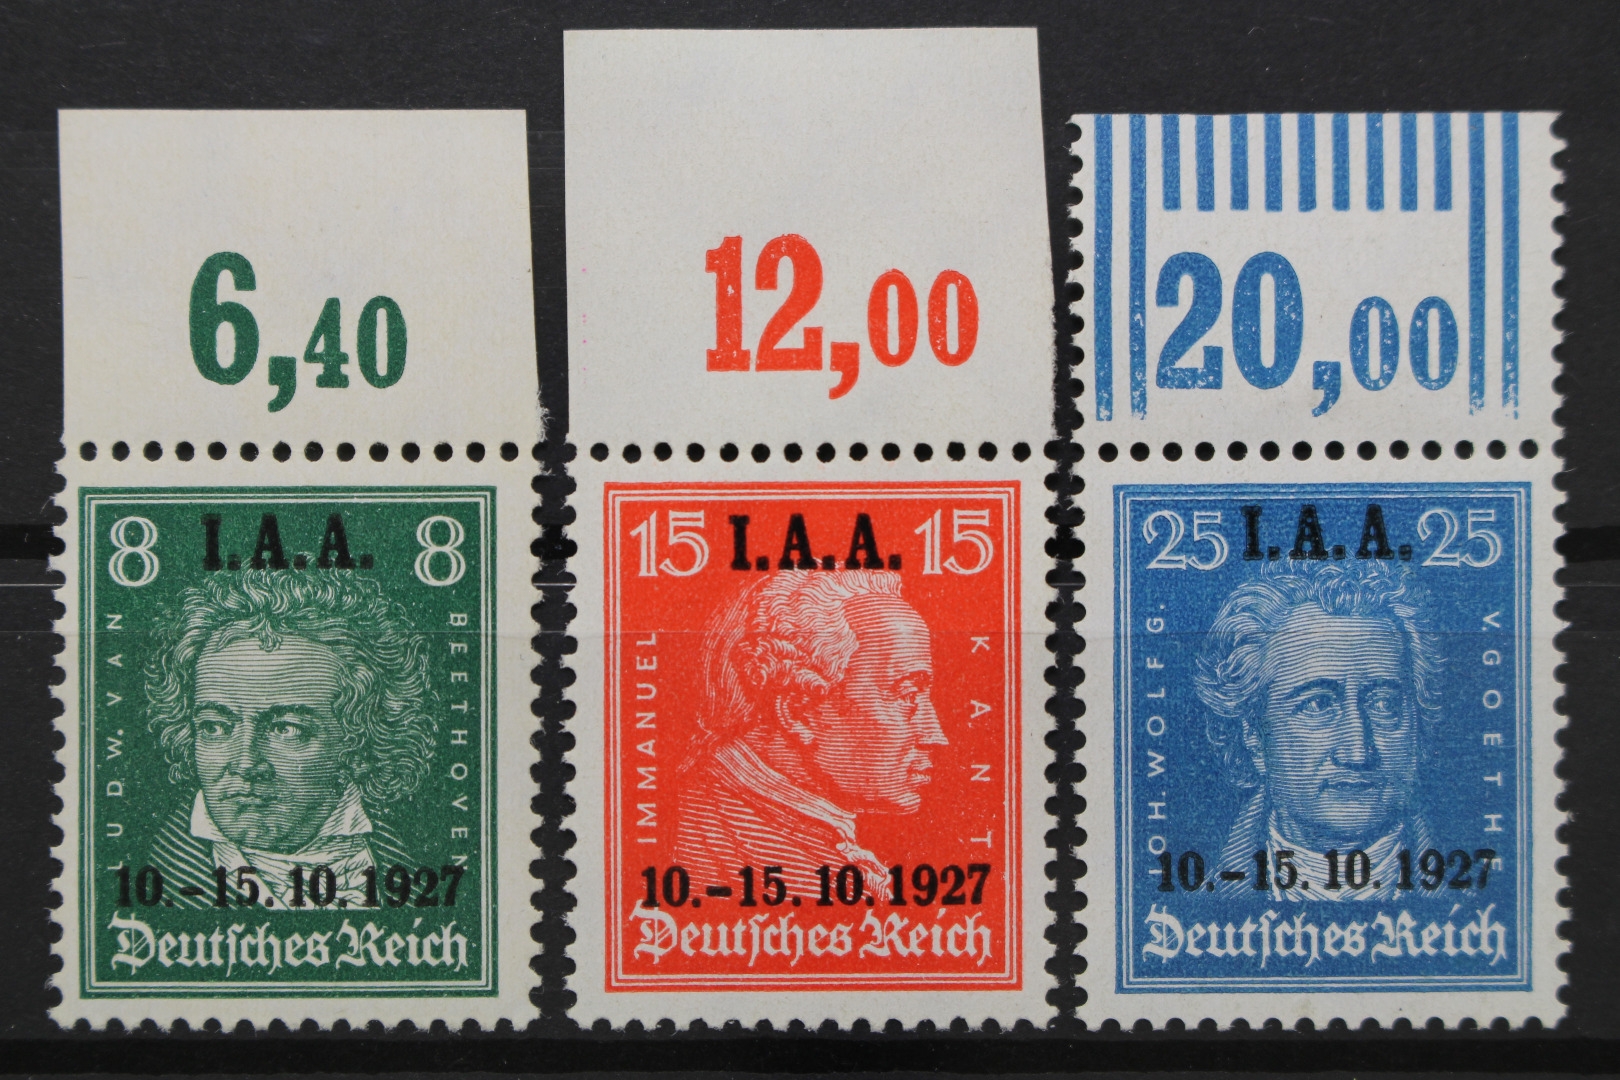 6,40
8 I.A.A. 8
LUDW. VAN
BEETHOVEN
10.-15.10.1927
Deutſches Reich
12,00
15 I.A.A. 15
IMMANUEL
KANT
10.-15.10.1927
Deutſches Reich
20,00
25 I.A.A. 25
JOH. WOLFG.
V GOETHE
10.-15.10.1927
Deutſches Reich